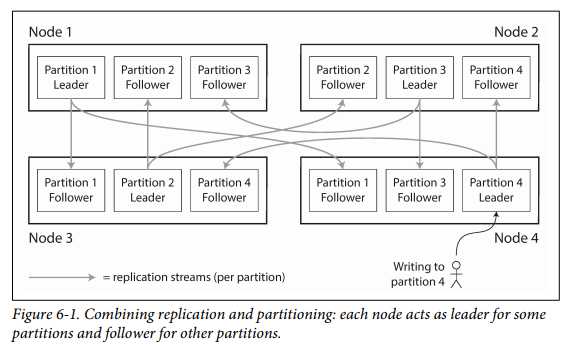 Node 1
Node 2
Partition 1 Leader
Partition 2 Follower
Partition 3 Follower
Partition 2 Follower
Partition 3 Leader
Partition 4 Follower
Partition 1 Follower
Partition 2 Leader
Partition 4 Follower
Partition 1 Follower
Partition 3 Follower
Partition 4 Leader
Node 3
Node 4
= replication streams (per partition)
Writing to
partition 4
Figure 6-1. Combining replication and partitioning: each node acts as leader for some
partitions and follower for other partitions.